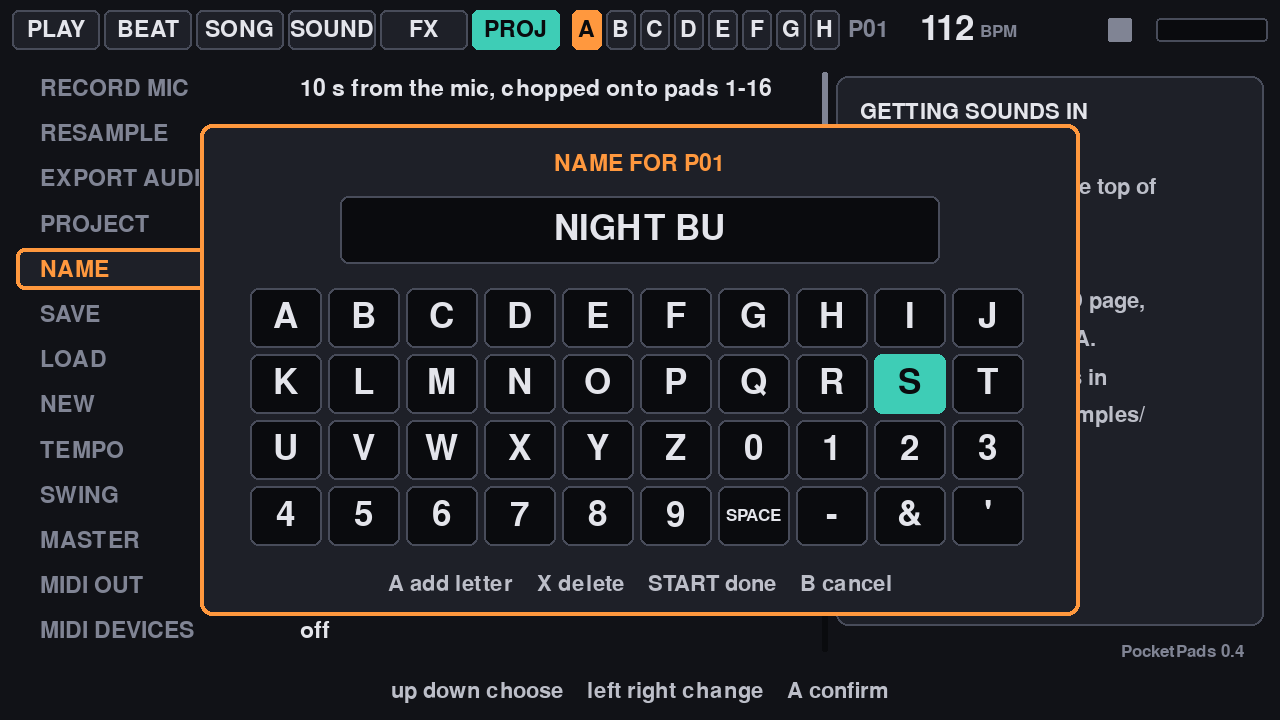 PLAY BEAT SONG SOUND FX PROJ A B C D E F G H P01 112 BPM
RECORD MIC 10 s from the mic, chopped onto pads 1-16
GETTING SOUNDS IN
RESAMPLE
EXPORT AUDI
e top of
PROJECT
NAME
SAVE
page,
LOAD
A.
NEW
in
mples/
TEMPO
SWING
MASTER
MIDI OUT
MIDI DEVICES off
NAME FOR P01
NIGHT BU
A B C D E F G H I J
K L M N O P Q R S T
U V W X Y Z 0 1 2 3
4 5 6 7 8 9 SPACE - & '
A add letter X delete START done B cancel
PocketPads 0.4
up down choose left right change A confirm